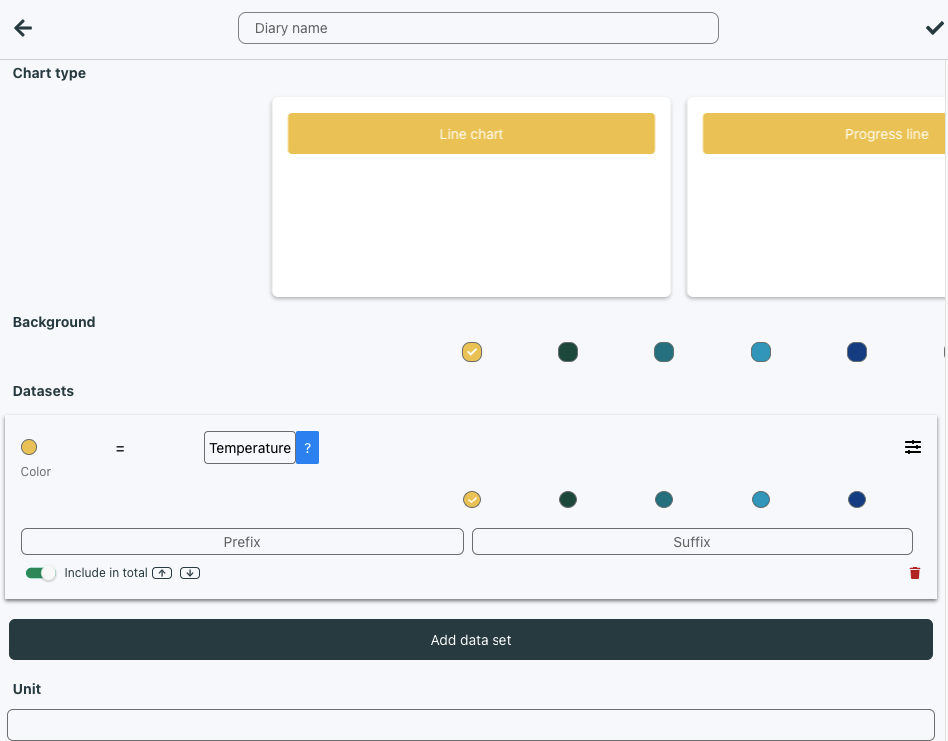 Diary name
Chart type
Line chart
Progress line
Background
Datasets
= Temperature ?
Color
Prefix
Suffix
Include in total
Add data set
Unit